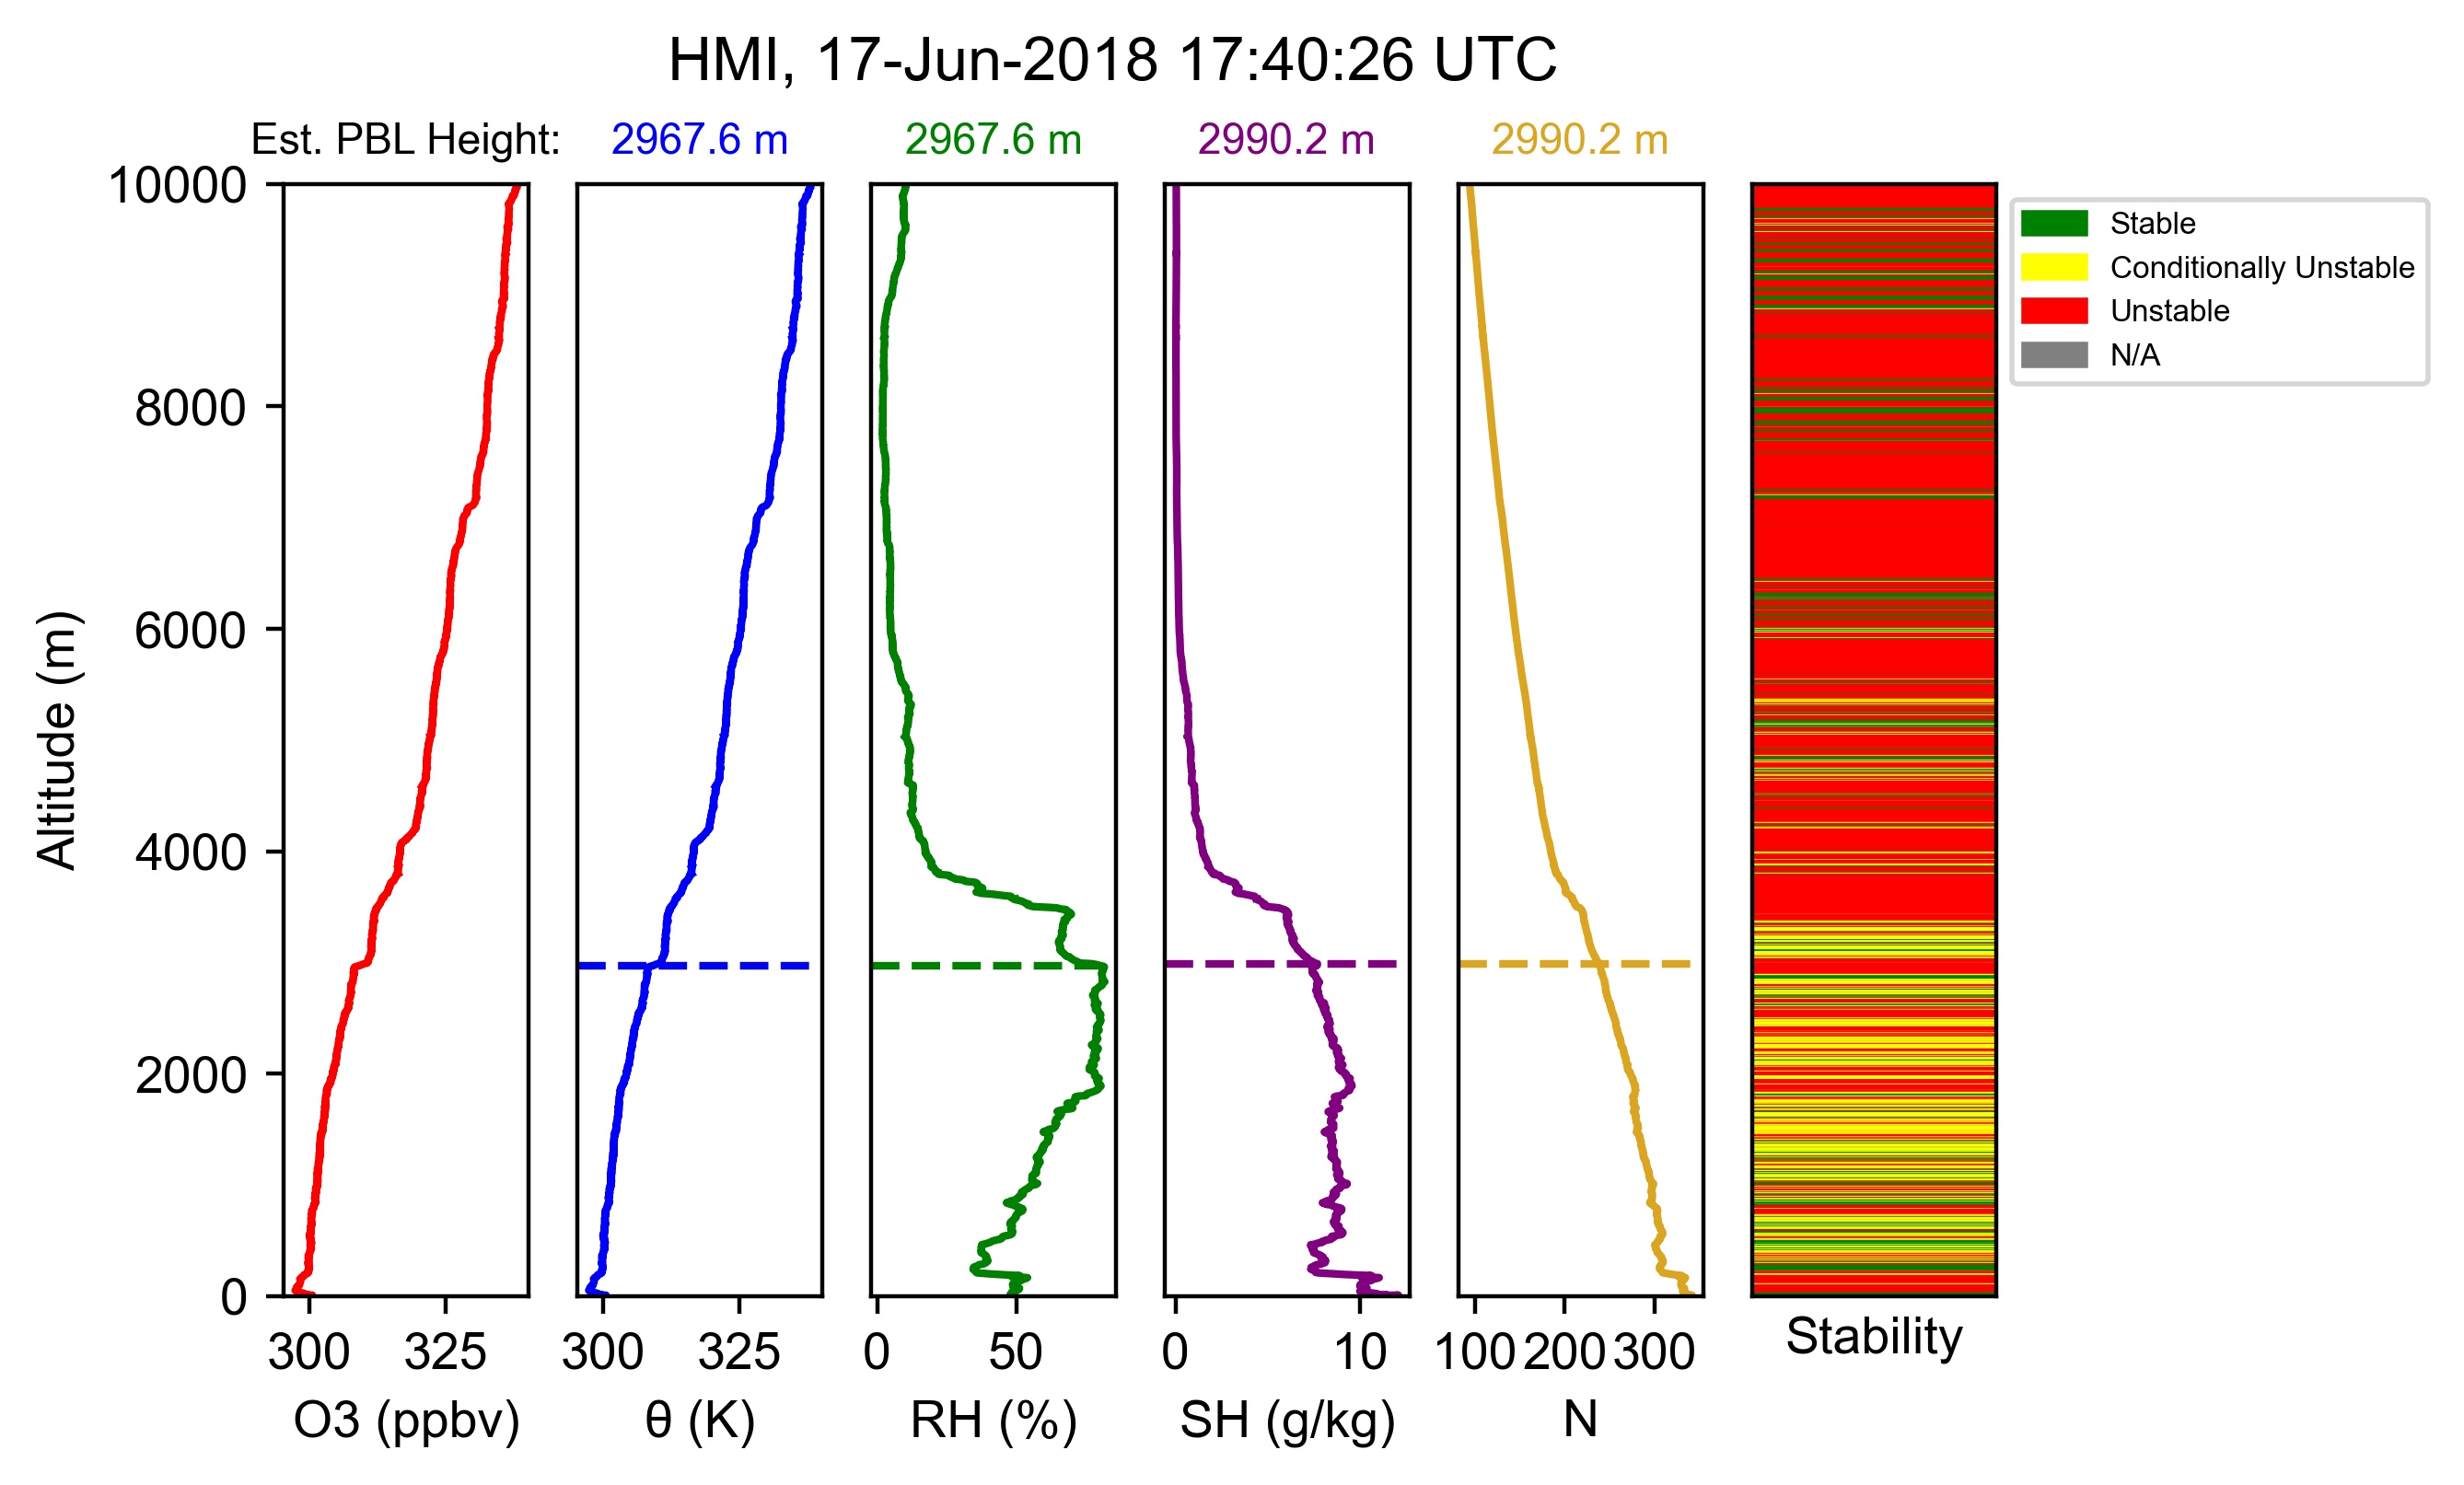 HMI, 17-Jun-2018 17:40:26 UTC
Est. PBL Height: 2967.6 m 2967.6 m 2990.2 m 2990.2 m
10000
8000
6000
4000
2000
0
Altitude (m)
Stable
Conditionally Unstable
Unstable
N/A
300 325 300 325 0 50 0 10 100 200 300
O3 (ppbv) θ (K) RH (%) SH (g/kg) N Stability